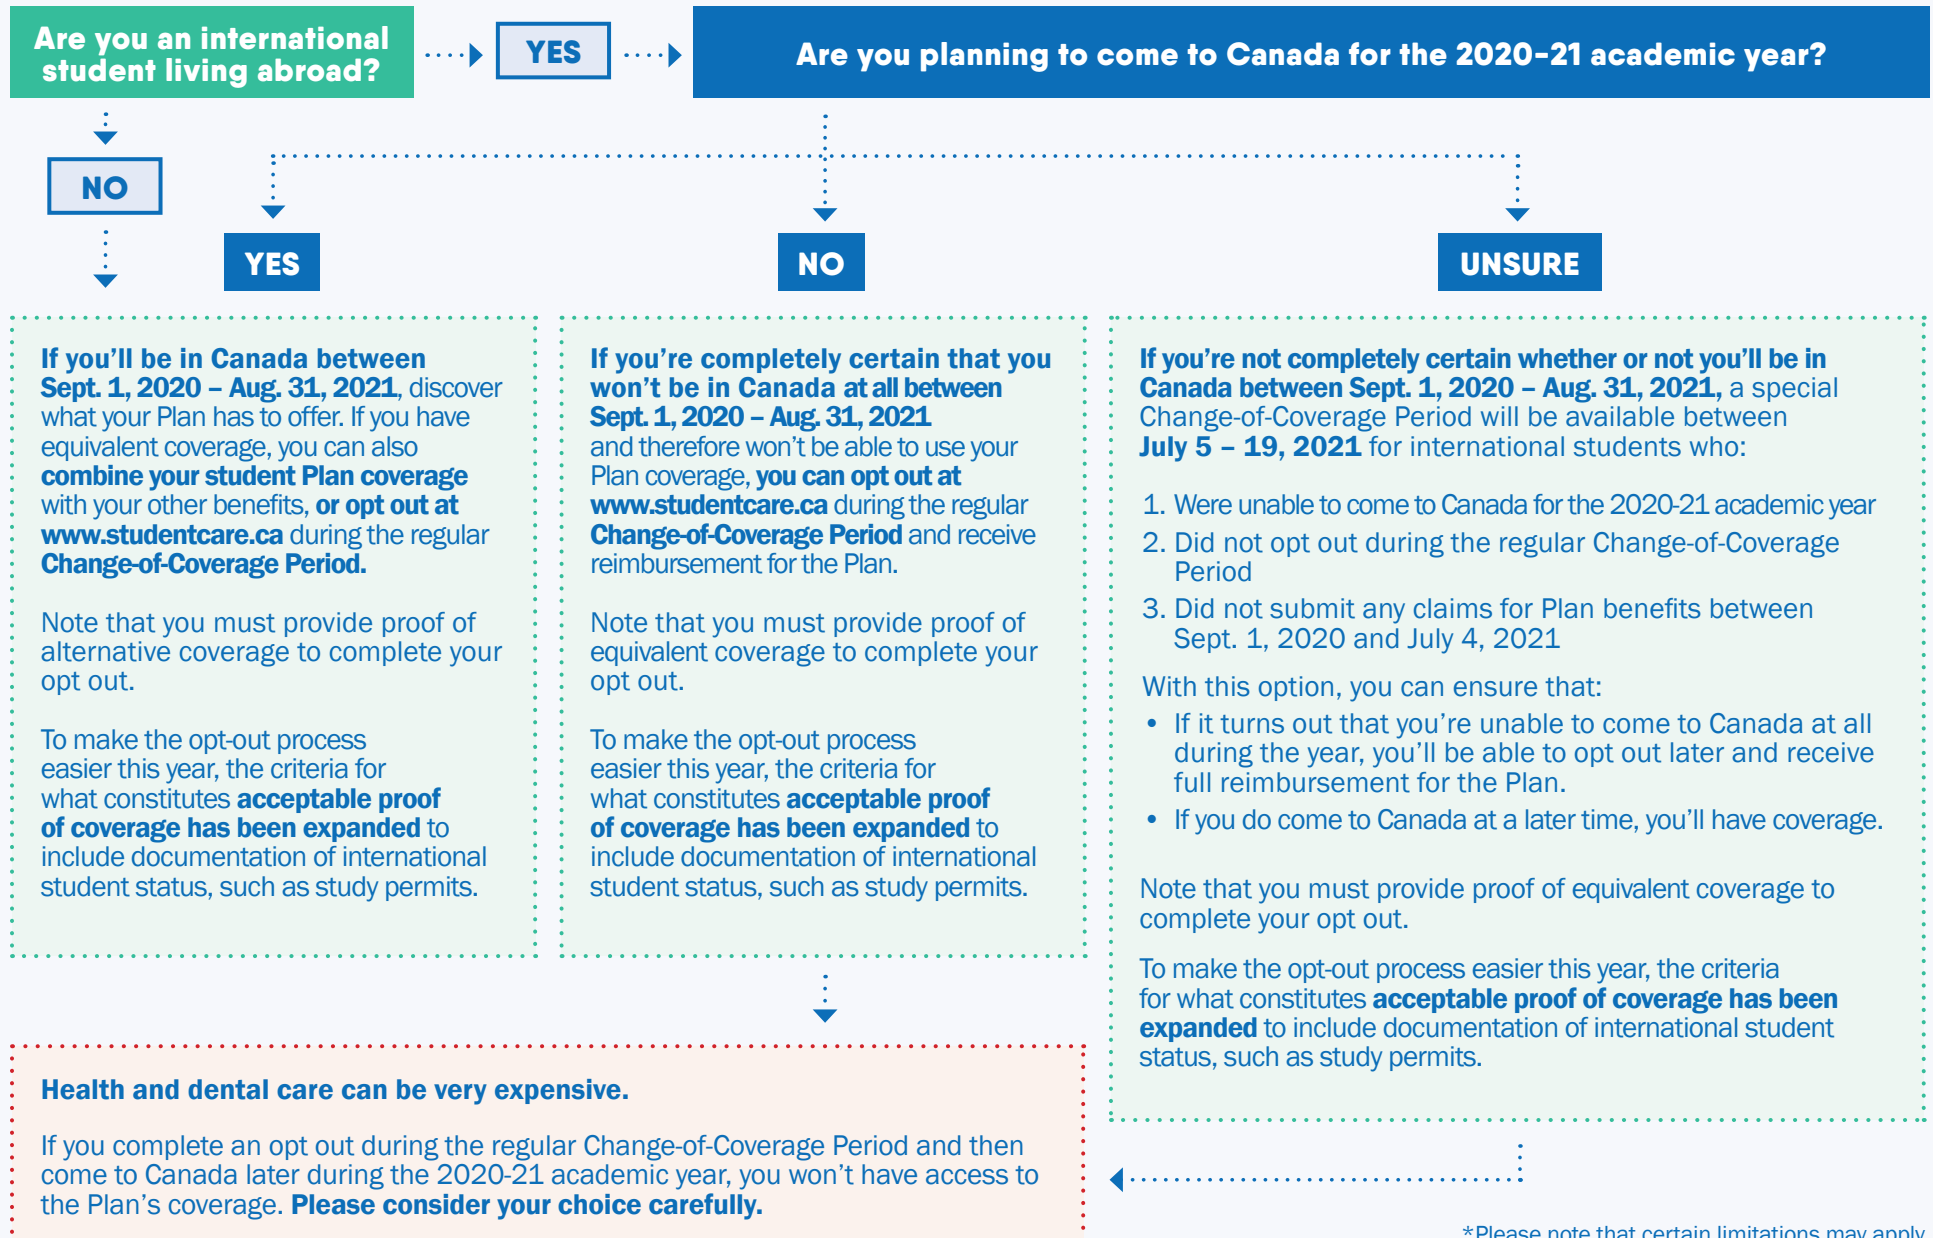 Are you an international
student living abroad?
YES
Are you planning to come to Canada for the 2020-21 academic year?
NO
YES
NO
UNSURE
If you'll be in Canada between
Sept. 1, 2020 – Aug. 31, 2021, discover
what your Plan has to offer. If you have
equivalent coverage, you can also
combine your student Plan coverage
with your other benefits, or opt out at
www.studentcare.ca during the regular
Change-of-Coverage Period.
Note that you must provide proof of
alternative coverage to complete your
opt out.
To make the opt-out process
easier this year, the criteria for
what constitutes acceptable proof
of coverage has been expanded to
include documentation of international
student status, such as study permits.
If you're completely certain that you
won't be in Canada at all between
Sept. 1, 2020 – Aug. 31, 2021
and therefore won't be able to use your
Plan coverage, you can opt out at
www.studentcare.ca during the regular
Change-of-Coverage Period and receive
reimbursement for the Plan.
Note that you must provide proof of
equivalent coverage to complete your
opt out.
To make the opt-out process
easier this year, the criteria for
what constitutes acceptable proof
of coverage has been expanded to
include documentation of international
student status, such as study permits.
If you're not completely certain whether or not you'll be in
Canada between Sept. 1, 2020 – Aug. 31, 2021, a special
Change-of-Coverage Period will be available between
July 5 – 19, 2021 for international students who:
1. Were unable to come to Canada for the 2020-21 academic year
2. Did not opt out during the regular Change-of-Coverage
Period
3. Did not submit any claims for Plan benefits between
Sept. 1, 2020 and July 4, 2021
With this option, you can ensure that:
• If it turns out that you're unable to come to Canada at all
during the year, you'll be able to opt out later and receive
full reimbursement for the Plan.
• If you do come to Canada at a later time, you'll have coverage.
Note that you must provide proof of equivalent coverage to
complete your opt out.
To make the opt-out process easier this year, the criteria
for what constitutes acceptable proof of coverage has been
expanded to include documentation of international student
status, such as study permits.
Health and dental care can be very expensive.
If you complete an opt out during the regular Change-of-Coverage Period and then
come to Canada later during the 2020-21 academic year, you won't have access to
the Plan's coverage. Please consider your choice carefully.
*Please note that certain limitations may apply